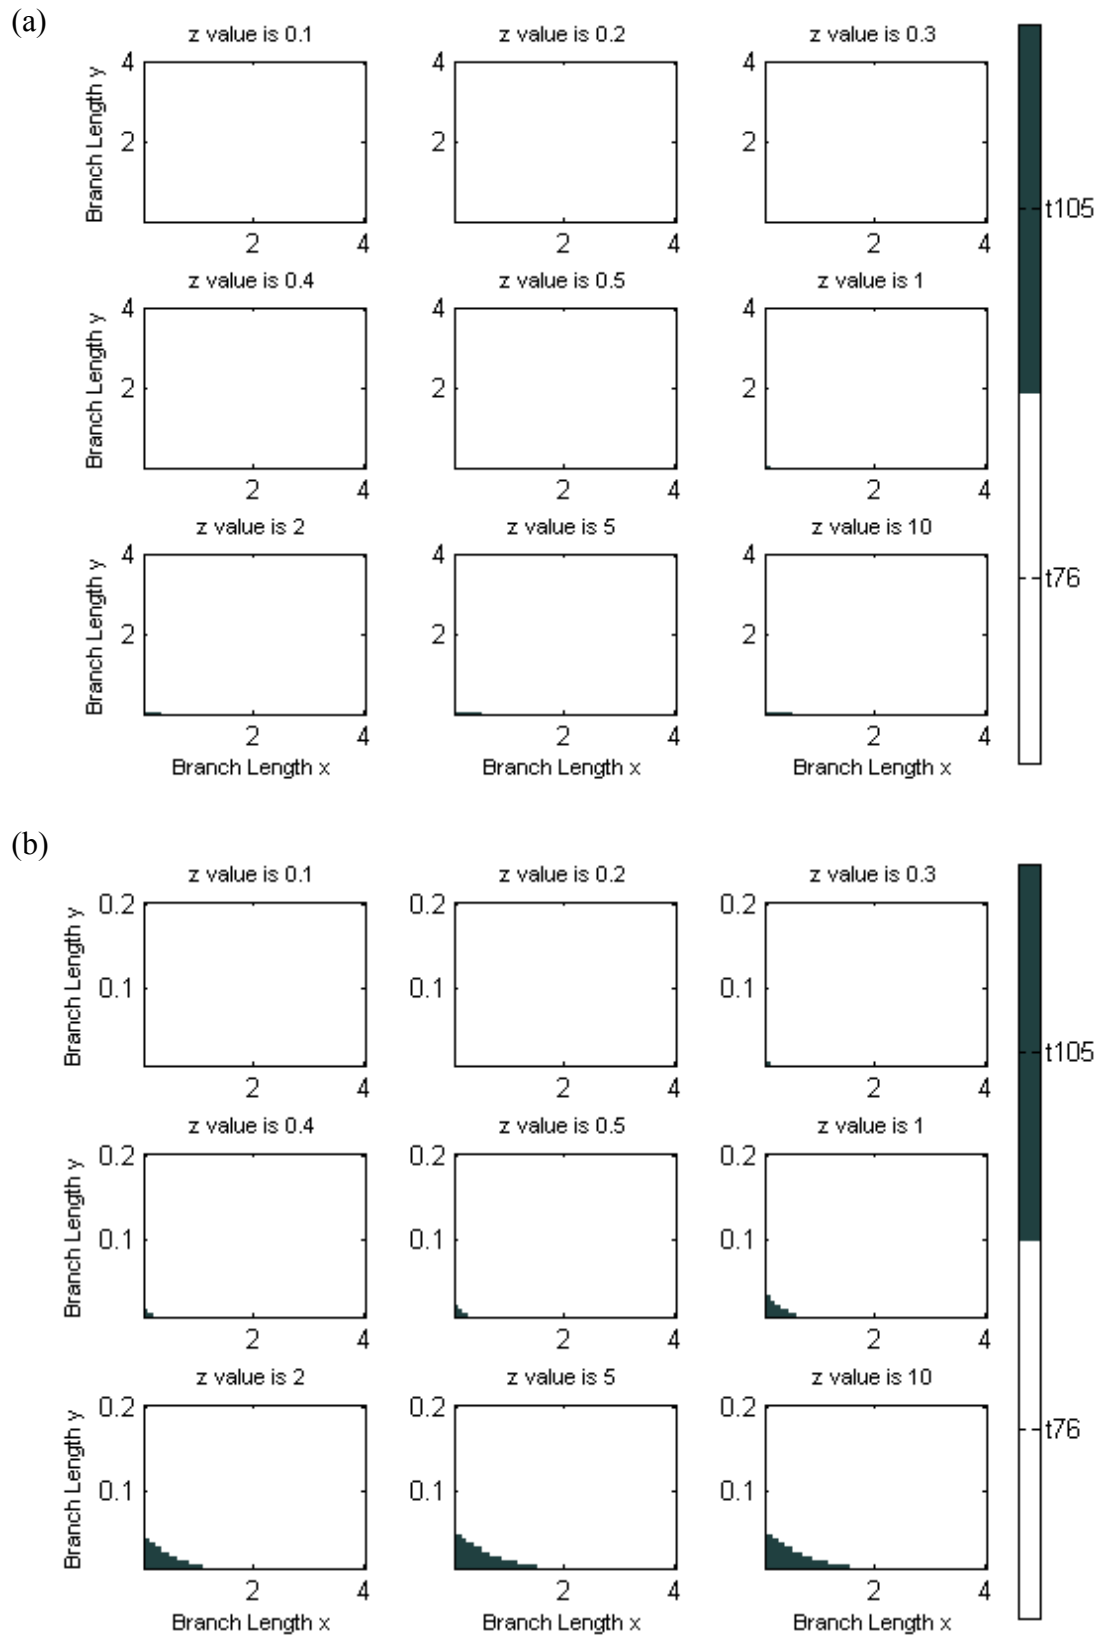 (a)
z value is 0.1 z value is 0.2 z value is 0.3
4 4 4
Branch Length y
2 2 2
t105
2 4 2 4 2 4
z value is 0.4 z value is 0.5 z value is 1
4 4 4
Branch Length y
2 2 2
2 4 2 4 2 4
z value is 2 z value is 5 z value is 10
4 4 4
t76
Branch Length y
2 2 2
2 4 2 4 2 4
Branch Length x Branch Length x Branch Length x
(b)
z value is 0.1 z value is 0.2 z value is 0.3
0.2 0.2 0.2
Branch Length y
0.1 0.1 0.1
t105
2 4 2 4 2 4
z value is 0.4 z value is 0.5 z value is 1
0.2 0.2 0.2
Branch Length y
0.1 0.1 0.1
2 4 2 4 2 4
z value is 2 z value is 5 z value is 10
0.2 0.2 0.2
t76
Branch Length y
0.1 0.1 0.1
2 4 2 4 2 4
Branch Length x Branch Length x Branch Length x